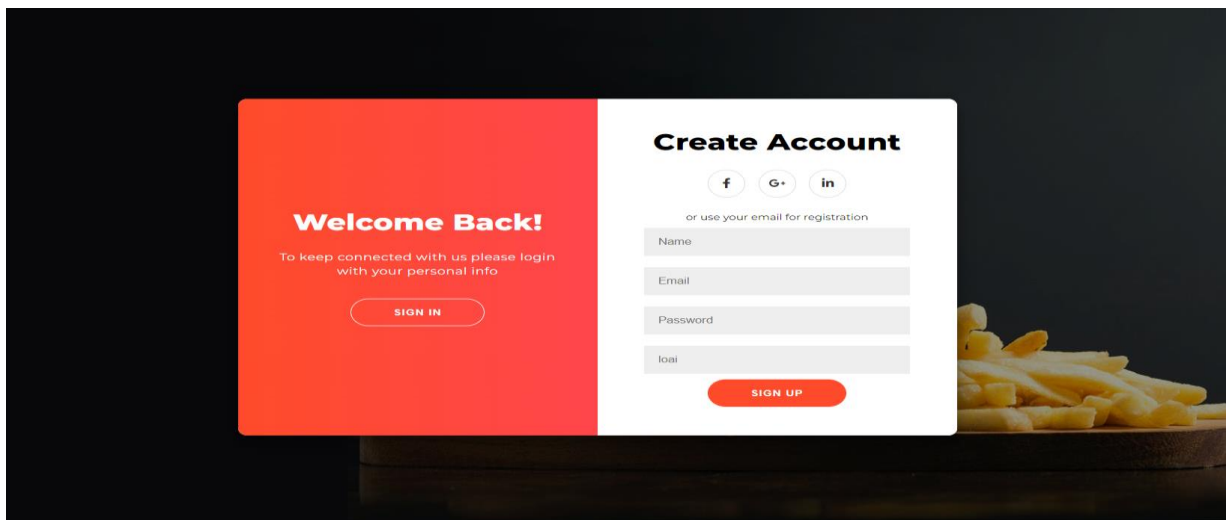 Welcome Back!
To keep connected with us please login
with your personal info
SIGN IN
Create Account
f G+ in
or use your email for registration
Name
Email
Password
loai
SIGN UP